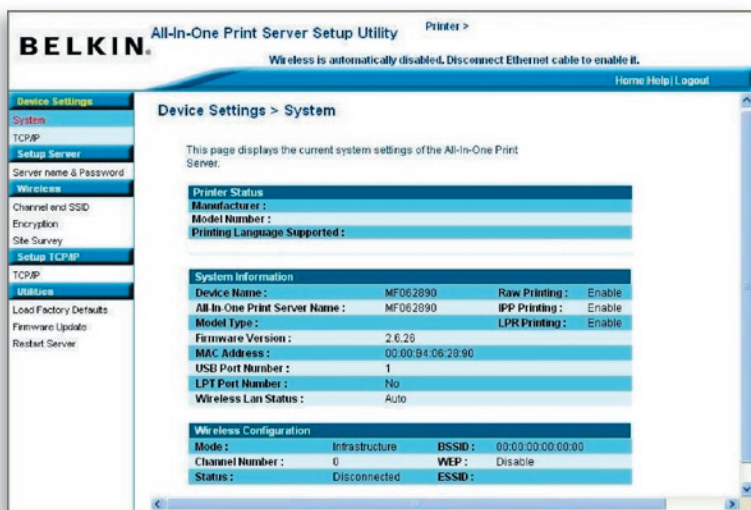 BELKIN.
All-In-One Print Server Setup Utility
Printer >
Wireless is automatically disabled. Disconnect Ethernet cable to enable it.
Home Help| Logout
Device Settings
System
TCP/IP
Setup Server
Server name & Password
Wireless
Channel and SSID
Encryption
Site Survey
Setup TCP/IP
TCP/IP
Utilities
Load Factory Defaults
Firmware Update
Restart Server
Device Settings > System
This page displays the current system settings of the All-In-One Print
Server.
Printer Status
Manufacturer :
Model Number :
Printing Language Supported :
System Information
Device Name : MF062890 Raw Printing : Enable
All-In-One Print Server Name : MF062890 IPP Printing : Enable
Model Type : LPR Printing : Enable
Firmware Version : 2.6.26
MAC Address : 00:00:B4:06:28:90
USB Port Number : 1
LPT Port Number : No
Wireless Lan Status : Auto
Wireless Configuration
Mode : Infrastructure BSSID : 00:00:00:00:00:00
Channel Number : 0 WEP : Disable
Status : Disconnected ESSID :